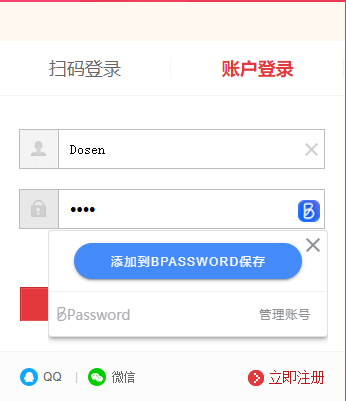 扫码登录 账户登录
Dosen
••••
添加到BPASSWORD保存
BPassword 管理账号
QQ | 微信 立即注册